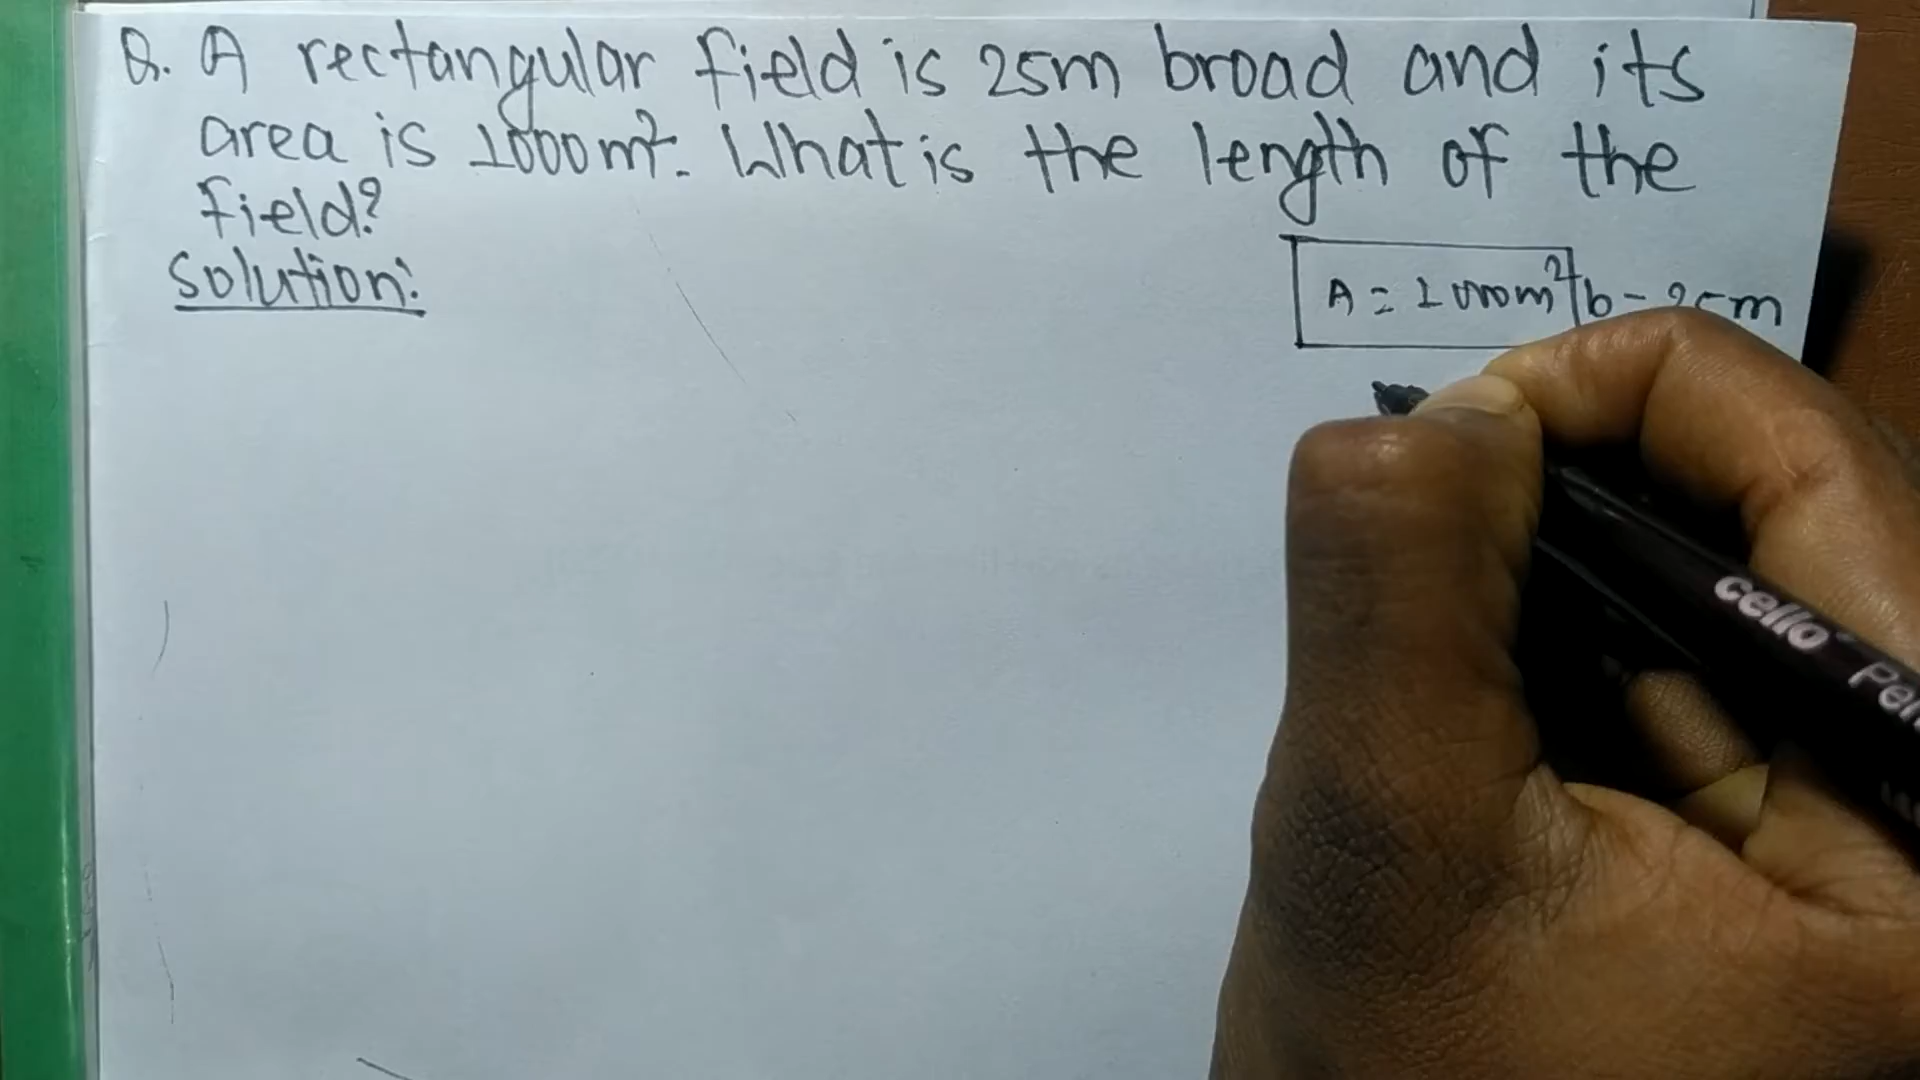 Q. A rectangular field is 25m broad and its
area is 1000m². What is the length of the
field?
Solution:
A = 1000m² b = 25m
cello